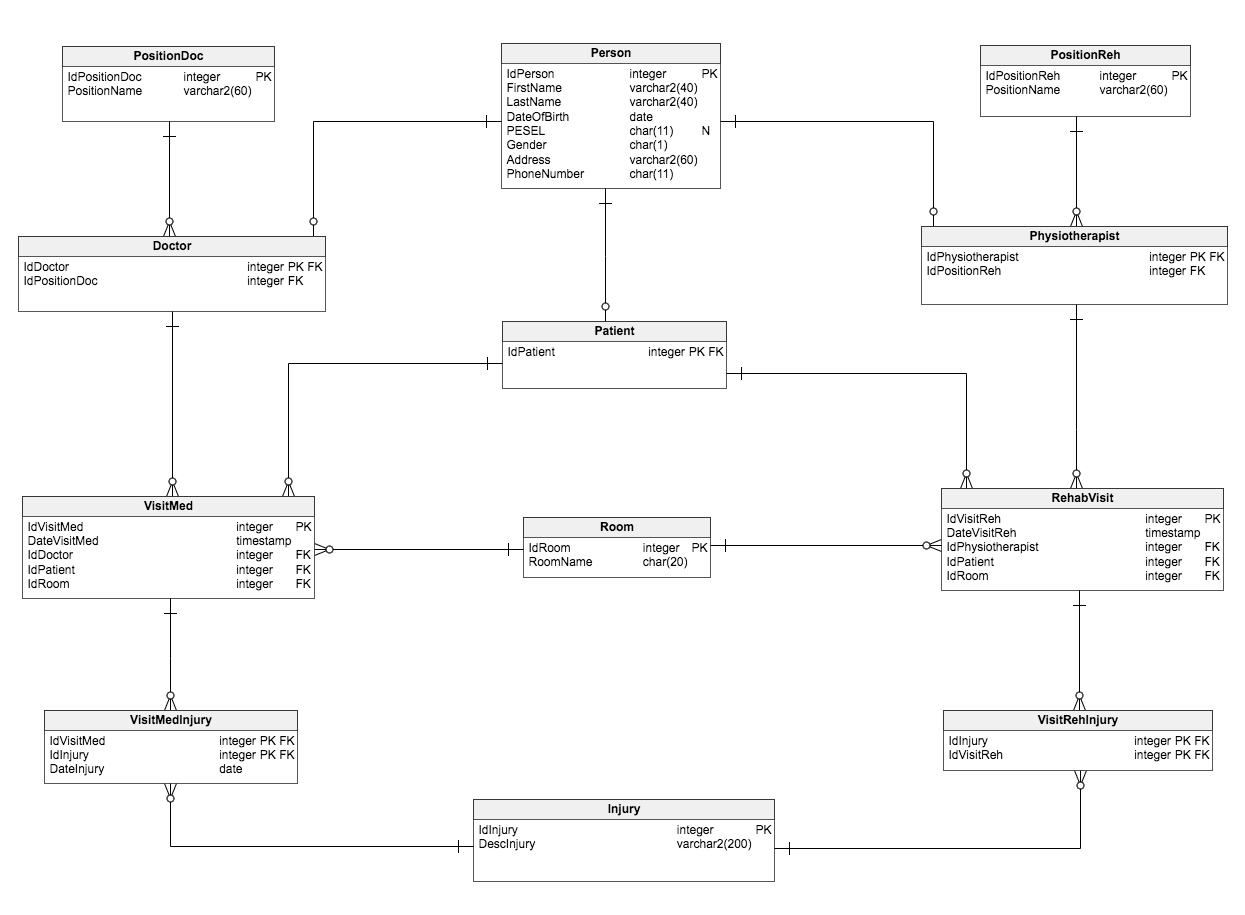 PositionDoc
IdPositionDoc integer PK
PositionName varchar2(60)
Person
IdPerson integer PK
FirstName varchar2(40)
LastName varchar2(40)
DateOfBirth date
PESEL char(11) N
Gender char(1)
Address varchar2(60)
PhoneNumber char(11)
PositionReh
IdPositionReh integer PK
PositionName varchar2(60)
Doctor
IdDoctor integer PK FK
IdPositionDoc integer FK
Physiotherapist
IdPhysiotherapist integer PK FK
IdPositionReh integer FK
Patient
IdPatient integer PK FK
VisitMed
IdVisitMed integer PK
DateVisitMed timestamp
IdDoctor integer FK
IdPatient integer FK
IdRoom integer FK
Room
IdRoom integer PK
RoomName char(20)
RehabVisit
IdVisitReh integer PK
DateVisitReh timestamp
IdPhysiotherapist integer FK
IdPatient integer FK
IdRoom integer FK
VisitMedInjury
IdVisitMed integer PK FK
IdInjury integer PK FK
DateInjury date
VisitRehInjury
IdInjury integer PK FK
IdVisitReh integer PK FK
Injury
IdInjury integer PK
DescInjury varchar2(200)